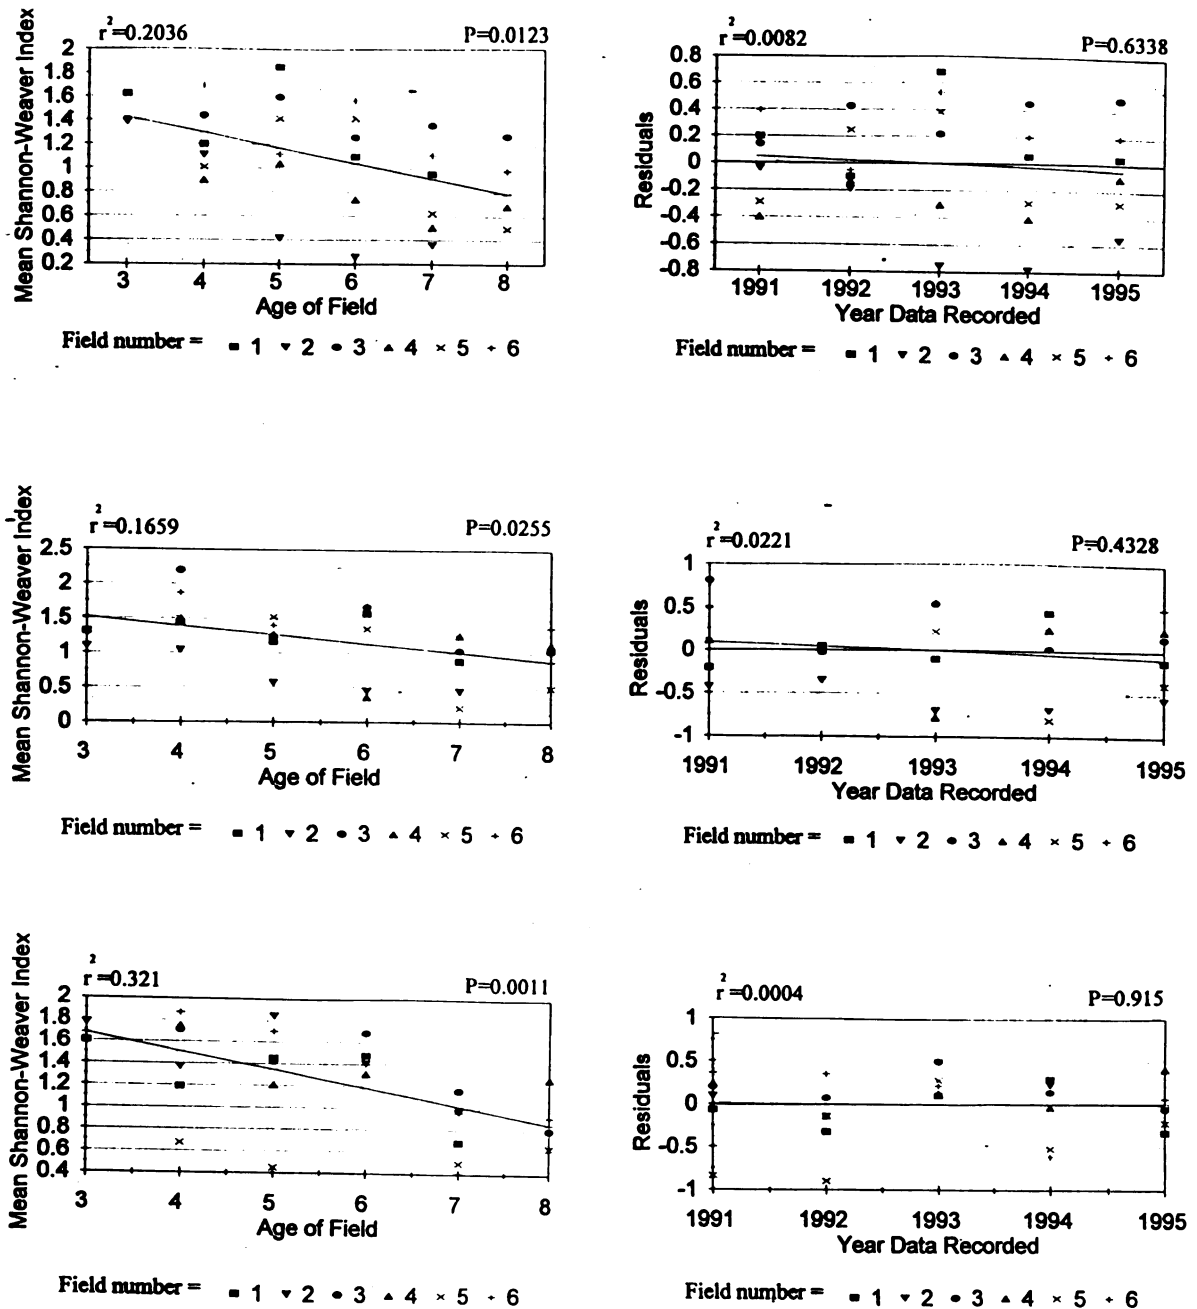 r²=0.2036 P=0.0123
Mean Shannon-Weaver Index
2
1.8
1.6
1.4
1.2
1
0.8
0.6
0.4
0.2
3 4 5 6 7 8
Age of Field
Field number = 1 2 3 4 5 6
r²=0.0082 P=0.6338
Residuals
0.8
0.6
0.4
0.2
0
-0.2
-0.4
-0.6
-0.8
1991 1992 1993 1994 1995
Year Data Recorded
Field number = 1 2 3 4 5 6
r²=0.1659 P=0.0255
Mean Shannon-Weaver Index
2.5
2
1.5
1
0.5
0
3 4 5 6 7 8
Age of Field
Field number = 1 2 3 4 5 6
r²=0.0221 P=0.4328
Residuals
1
0.5
0
-0.5
-1
1991 1992 1993 1994 1995
Year Data Recorded
Field number = 1 2 3 4 5 6
r²=0.321 P=0.0011
Mean Shannon-Weaver Index
2
1.8
1.6
1.4
1.2
1
0.8
0.6
0.4
3 4 5 6 7 8
Age of Field
Field number = 1 2 3 4 5 6
r²=0.0004 P=0.915
Residuals
1
0.5
0
-0.5
-1
1991 1992 1993 1994 1995
Year Data Recorded
Field number = 1 2 3 4 5 6